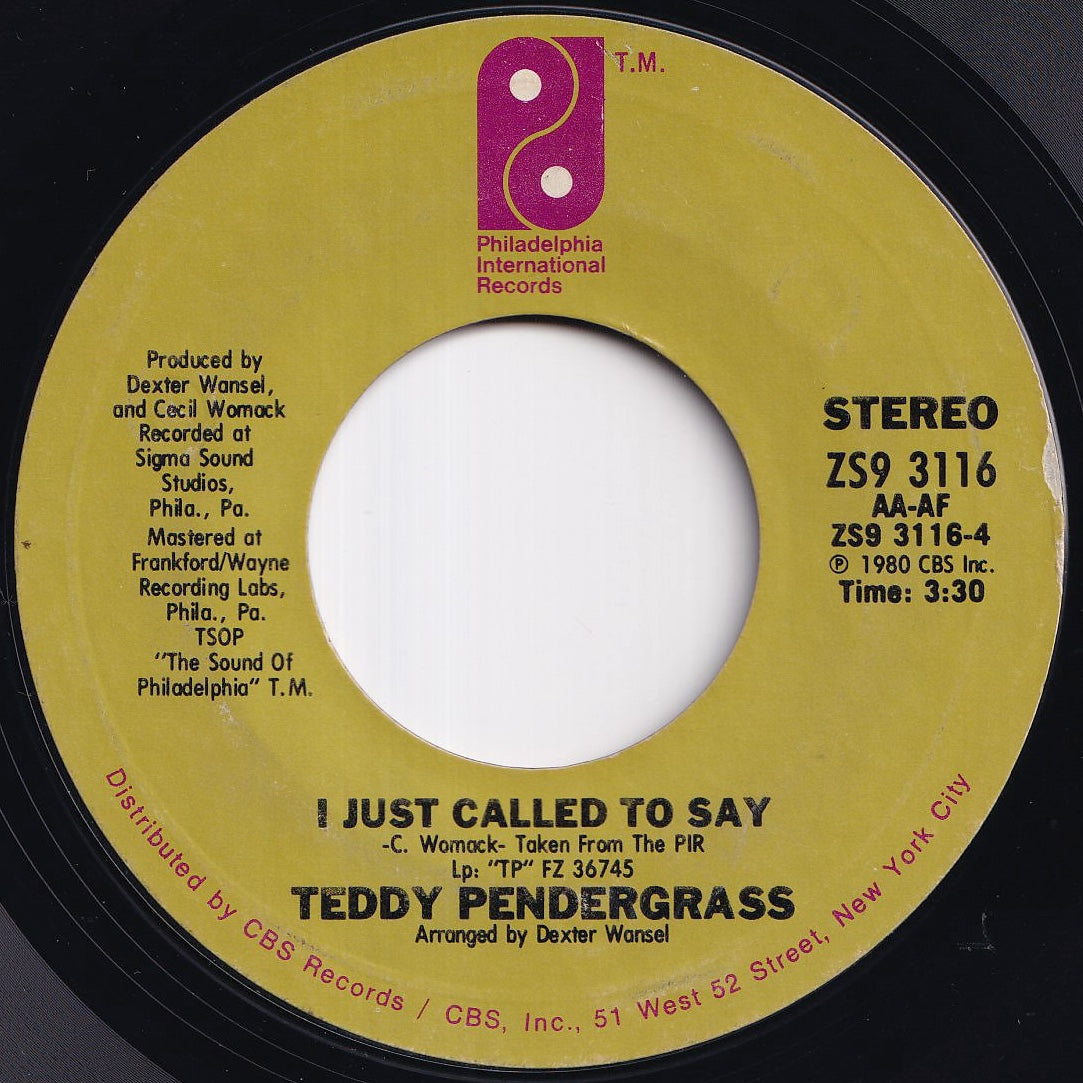 T.M.
Philadelphia
International
Records
Produced by
Dexter Wansel,
and Cecil Womack
Recorded at
Sigma Sound
Studios,
Phila., Pa.
Mastered at
Frankford/Wayne
Recording Labs,
Phila., Pa.
TSOP
"The Sound Of
Philadelphia" T.M.
STEREO
ZS9 3116
AA-AF
ZS9 3116-4
℗ 1980 CBS Inc.
Time: 3:30
I JUST CALLED TO SAY
-C. Womack- Taken From The PIR
Lp: "TP" FZ 36745
TEDDY PENDERGRASS
Arranged by Dexter Wansel
Distributed by CBS Records / CBS, Inc., 51 West 52 Street, New York City